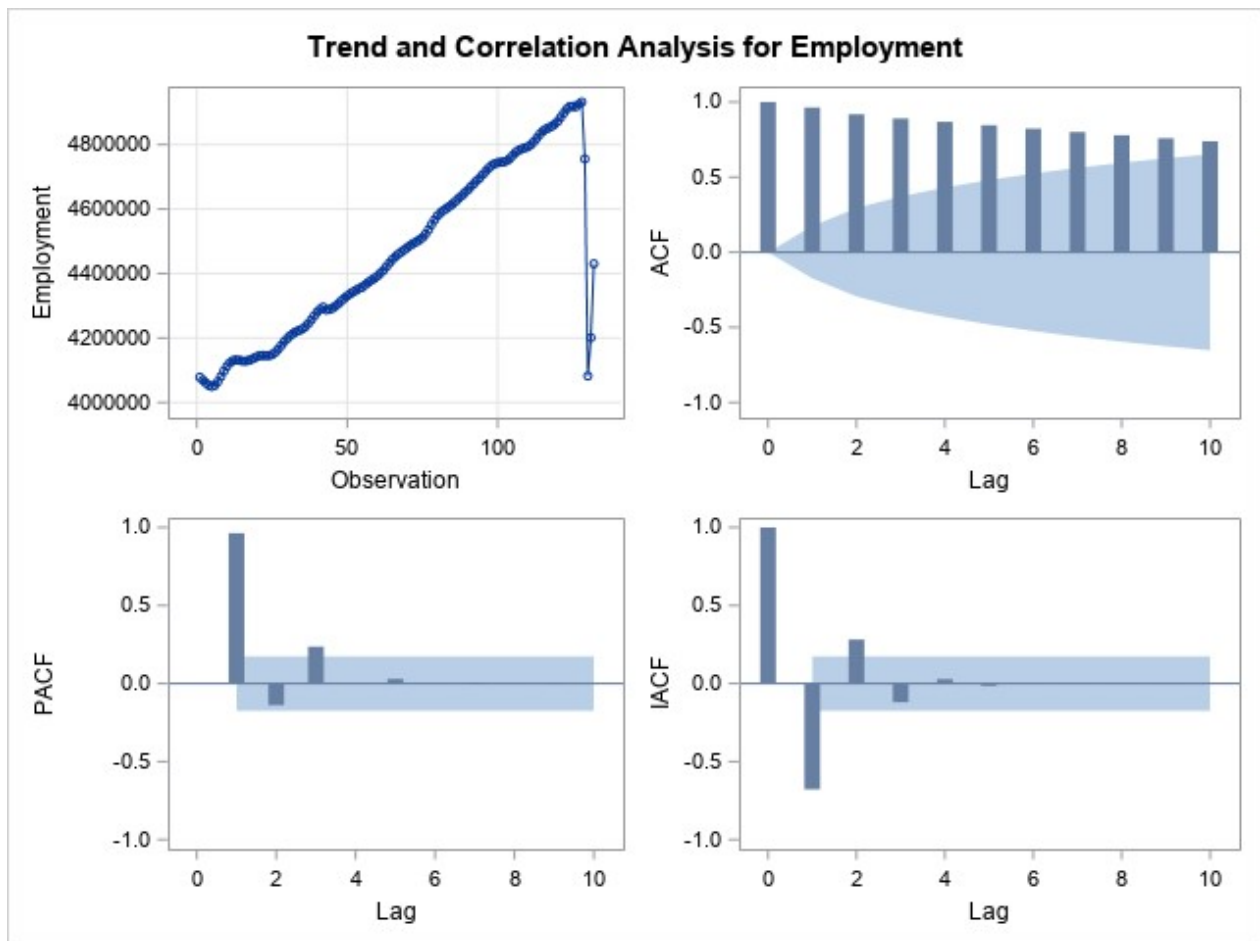 Trend and Correlation Analysis for Employment
Employment
4800000
4600000
4400000
4200000
4000000
0 50 100
Observation
ACF
1.0
0.5
0.0
-0.5
-1.0
0 2 4 6 8 10
Lag
PACF
1.0
0.5
0.0
-0.5
-1.0
0 2 4 6 8 10
Lag
IACF
1.0
0.5
0.0
-0.5
-1.0
0 2 4 6 8 10
Lag